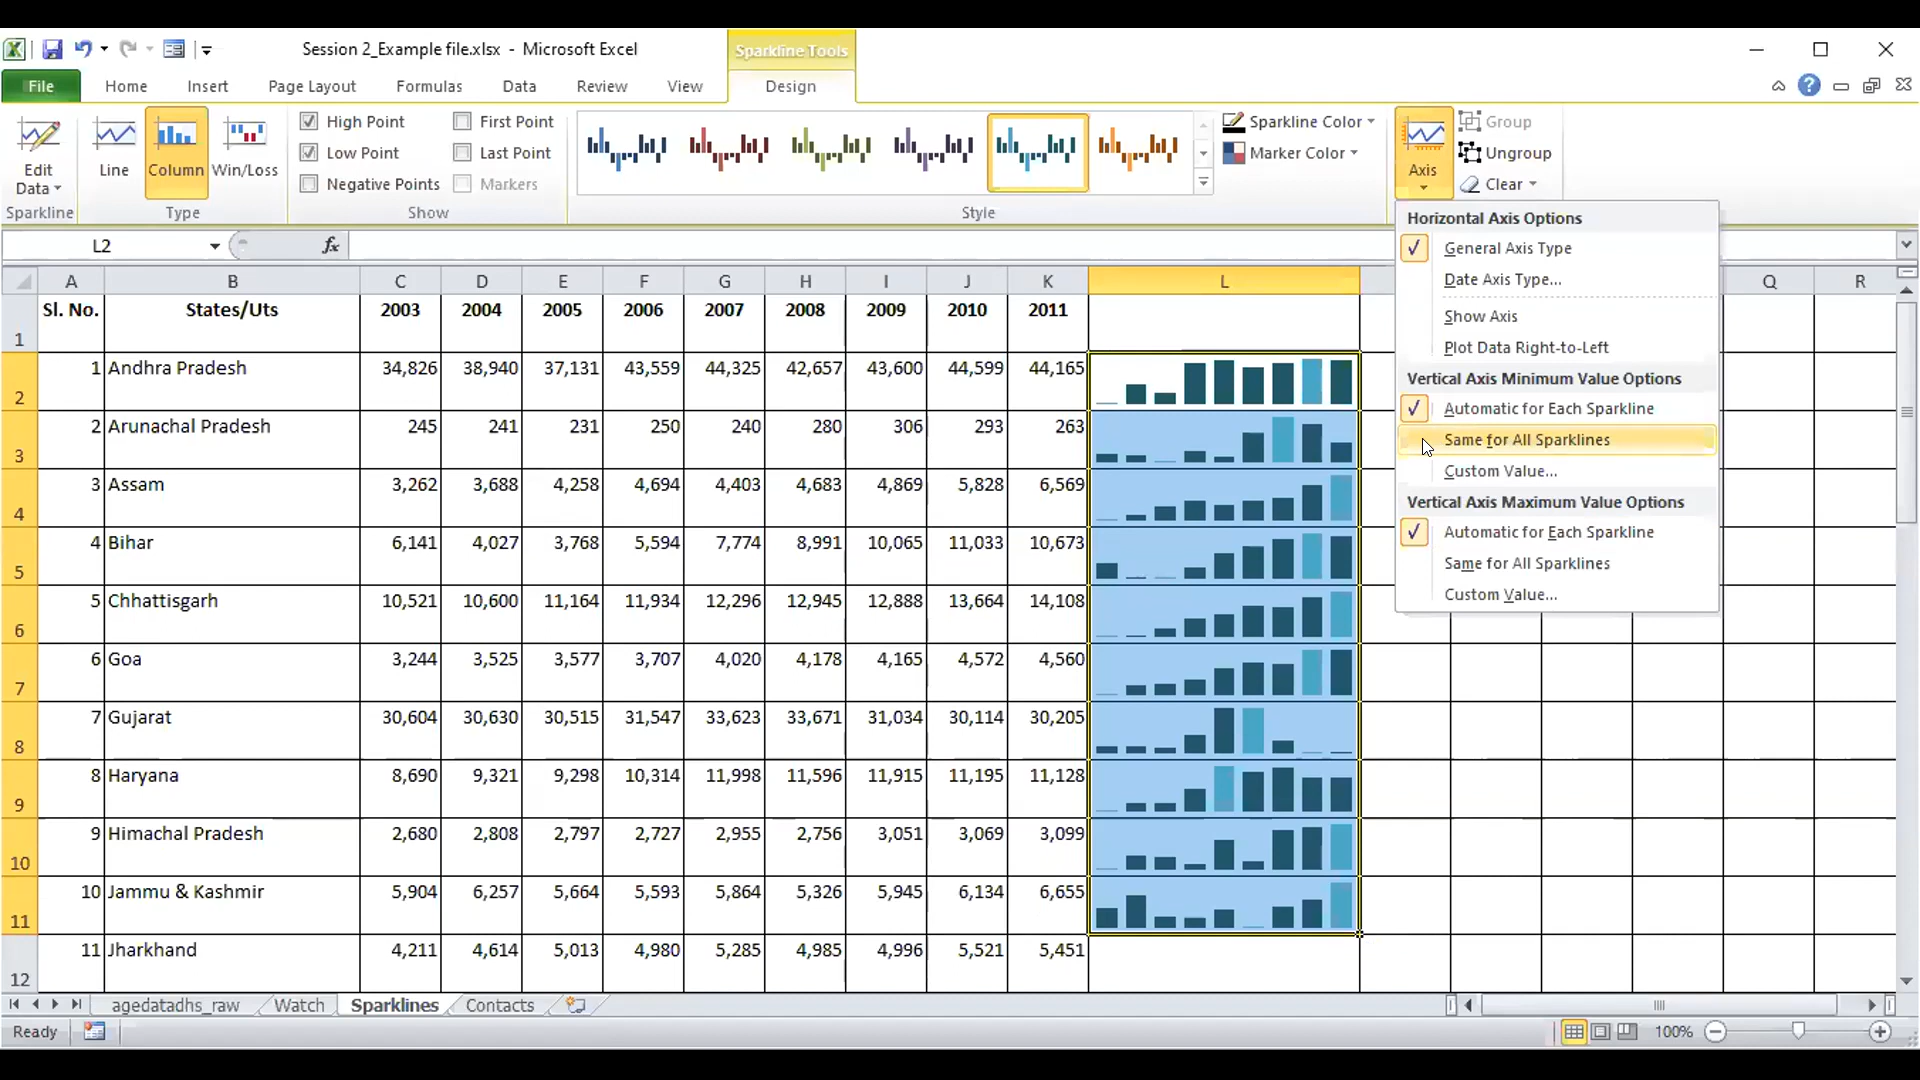 Session 2_Example file.xlsx - Microsoft Excel
Sparkline Tools
File Home Insert Page Layout Formulas Data Review View Design
Edit Data
Line
Column
Win/Loss
High Point
Low Point
Negative Points
First Point
Last Point
Markers
Sparkline Color
Marker Color
Axis
Group
Ungroup
Clear
Sparkline Type Show Style
L2
fx
Horizontal Axis Options
General Axis Type
Date Axis Type...
Show Axis
Plot Data Right-to-Left
Vertical Axis Minimum Value Options
Automatic for Each Sparkline
Same for All Sparklines
Custom Value...
Vertical Axis Maximum Value Options
Automatic for Each Sparkline
Same for All Sparklines
Custom Value...
A B C D E F G H I J K L Q R
1 Sl. No. States/Uts 2003 2004 2005 2006 2007 2008 2009 2010 2011
2 1 Andhra Pradesh 34,826 38,940 37,131 43,559 44,325 42,657 43,600 44,599 44,165
3 2 Arunachal Pradesh 245 241 231 250 240 280 306 293 263
4 3 Assam 3,262 3,688 4,258 4,694 4,403 4,683 4,869 5,828 6,569
5 4 Bihar 6,141 4,027 3,768 5,594 7,774 8,991 10,065 11,033 10,673
6 5 Chhattisgarh 10,521 10,600 11,164 11,934 12,296 12,945 12,888 13,664 14,108
7 6 Goa 3,244 3,525 3,577 3,707 4,020 4,178 4,165 4,572 4,560
8 7 Gujarat 30,604 30,630 30,515 31,547 33,623 33,671 31,034 30,114 30,205
9 8 Haryana 8,690 9,321 9,298 10,314 11,998 11,596 11,915 11,195 11,128
10 9 Himachal Pradesh 2,680 2,808 2,797 2,727 2,955 2,756 3,051 3,069 3,099
11 10 Jammu & Kashmir 5,904 6,257 5,664 5,593 5,864 5,326 5,945 6,134 6,655
12 11 Jharkhand 4,211 4,614 5,013 4,980 5,285 4,985 4,996 5,521 5,451
agedatadhs_raw Watch Sparklines Contacts
Ready 100%